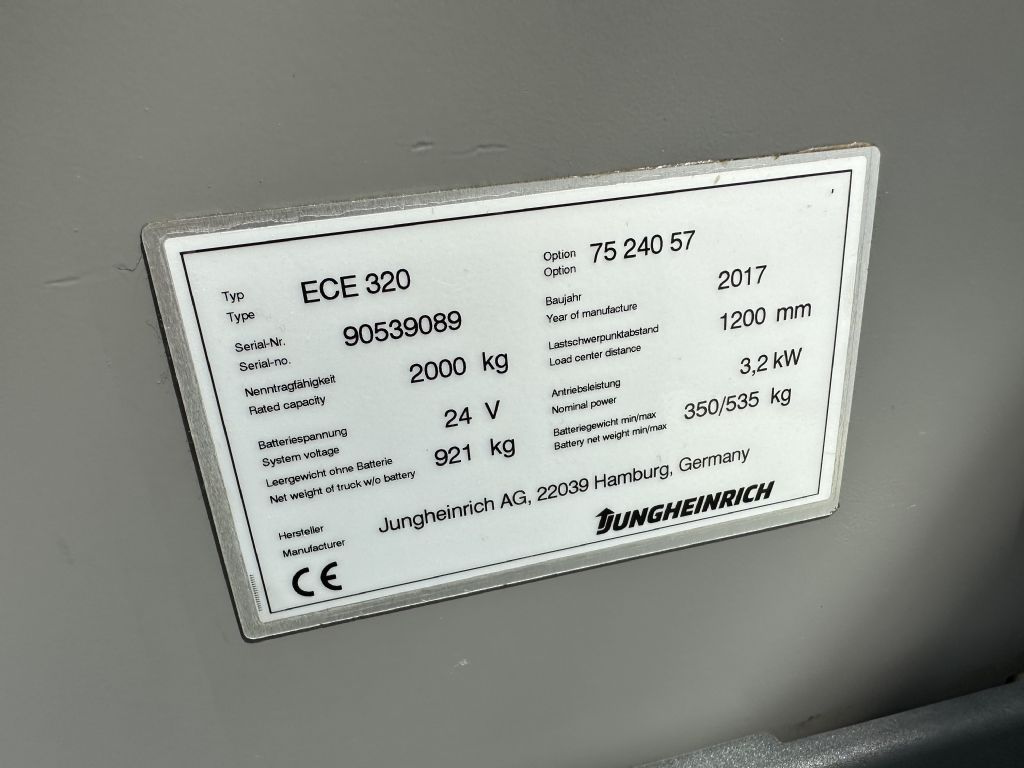 Typ
Type
ECE 320
Option
Option
75 240 57
Serial-Nr.
Serial-no.
90539089
Baujahr
Year of manufacture
2017
Nenntragfähigkeit
Rated capacity
2000 kg
Lastschwerpunktabstand
Load center distance
1200 mm
Batteriespannung
System voltage
24 V
Antriebsleistung
Nominal power
3,2 kW
Leergewicht ohne Batterie
Net weight of truck w/o battery
921 kg
Batteriegewicht min/max
Battery net weight min/max
350/535 kg
Hersteller
Manufacturer
Jungheinrich AG, 22039 Hamburg, Germany
CE
JUNGHEINRICH